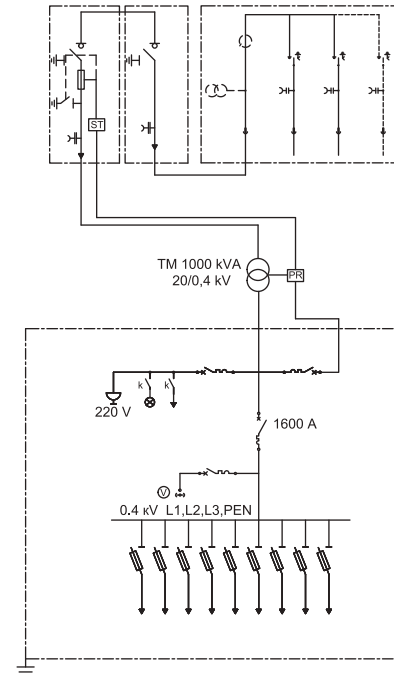 ST
TM 1000 kVA
20/0,4 kV
PR
k
k
220 V
1600 A
V
0.4 кV L1,L2,L3,PEN